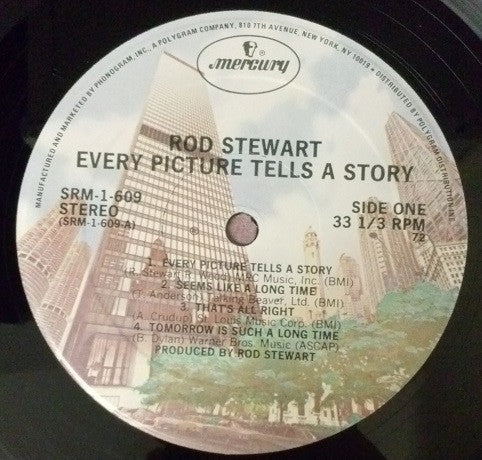 MANUFACTURED AND MARKETED BY PHONOGRAM, INC., A POLYGRAM COMPANY, 810 7TH AVENUE, NEW YORK, NEW YORK, NY 10019 • DISTRIBUTED BY POLYGRAM DISTRIBUTION, INC.
mercury ®
ROD STEWART
EVERY PICTURE TELLS A STORY
SRM-1-609
STEREO
(SRM-1-609-A)
SIDE ONE
33 1/3 RPM
72
1. EVERY PICTURE TELLS A STORY
(R. Stewart Music, Inc. (BMI)
2. SEEMS LIKE A LONG TIME
(T. Anderson) Talking Beaver, Ltd. (BMI)
3. THAT'S ALL RIGHT
(A. Crudup) St. Louis Music Corp. (BMI)
4. TOMORROW IS SUCH A LONG TIME
(B. Dylan) Warner Bros. Music (ASCAP)
PRODUCED BY ROD STEWART